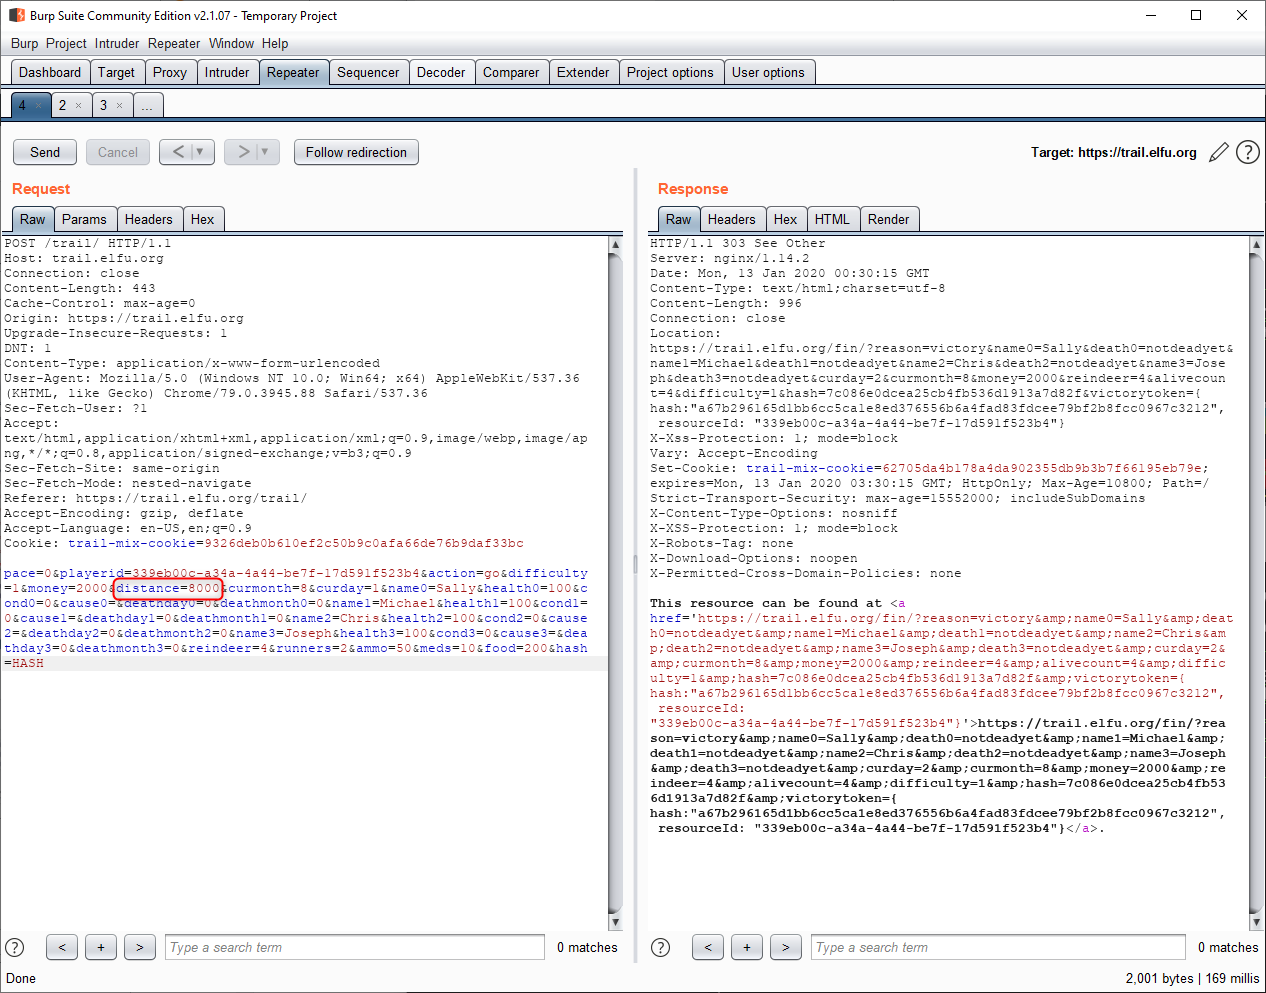 Burp Suite Community Edition v2.1.07 - Temporary Project
Burp Project Intruder Repeater Window Help
Dashboard Target Proxy Intruder Repeater Sequencer Decoder Comparer Extender Project options User options
4 × 2 × 3 × ...
Send Cancel < ▼ > ▼ Follow redirection Target: https://trail.elfu.org ?
Request
Raw Params Headers Hex
POST /trail/ HTTP/1.1
Host: trail.elfu.org
Connection: close
Content-Length: 443
Cache-Control: max-age=0
Origin: https://trail.elfu.org
Upgrade-Insecure-Requests: 1
DNT: 1
Content-Type: application/x-www-form-urlencoded
User-Agent: Mozilla/5.0 (Windows NT 10.0; Win64; x64) AppleWebKit/537.36
(KHTML, like Gecko) Chrome/79.0.3945.88 Safari/537.36
Sec-Fetch-User: ?1
Accept:
text/html,application/xhtml+xml,application/xml;q=0.9,image/webp,image/ap
ng,*/*;q=0.8,application/signed-exchange;v=b3;q=0.9
Sec-Fetch-Site: same-origin
Sec-Fetch-Mode: nested-navigate
Referer: https://trail.elfu.org/trail/
Accept-Encoding: gzip, deflate
Accept-Language: en-US,en;q=0.9
Cookie: trail-mix-cookie=9326deb0b610ef2c50b9c0afa66de76b9daf33bc
pace=0&playerid=339eb00c-a34a-4a44-be7f-17d591f523b4&action=go&difficulty
=1&money=2000&distance=8000&curmonth=8&curday=1&name0=Sally&health0=100&c
ond0=0&cause0=&deathday0=0&deathmonth0=0&name1=Michael&health1=100&cond1=
0&cause1=&deathday1=0&deathmonth1=0&name2=Chris&health2=100&cond2=0&cause
2=&deathday2=0&deathmonth2=0&name3=Joseph&health3=100&cond3=0&cause3=&dea
thday3=0&deathmonth3=0&reindeer=4&runners=2&ammo=50&meds=10&food=200&hash
=HASH
? < + > Type a search term 0 matches
Response
Raw Headers Hex HTML Render
HTTP/1.1 303 See Other
Server: nginx/1.14.2
Date: Mon, 13 Jan 2020 00:30:15 GMT
Content-Type: text/html;charset=utf-8
Content-Length: 996
Connection: close
Location:
https://trail.elfu.org/fin/?reason=victory&name0=Sally&death0=notdeadyet&
name1=Michael&death1=notdeadyet&name2=Chris&death2=notdeadyet&name3=Jose
ph&death3=notdeadyet&curday=2&curmonth=8&money=2000&reindeer=4&alivecoun
t=4&difficulty=1&hash=7c086e0dcea25cb4fb536d1913a7d82f&victorytoken={
hash:"a67b296165d1bb6cc5ca1e8ed376556b6a4fad83fdcee79bf2b8fcc0967c3212",
resourceId: "339eb00c-a34a-4a44-be7f-17d591f523b4"}
X-Xss-Protection: 1; mode=block
Vary: Accept-Encoding
Set-Cookie: trail-mix-cookie=62705da4b178a4da902355db9b3b7f66195eb79e;
expires=Mon, 13 Jan 2020 03:30:15 GMT; HttpOnly; Max-Age=10800; Path=/
Strict-Transport-Security: max-age=15552000; includeSubDomains
X-Content-Type-Options: nosniff
X-XSS-Protection: 1; mode=block
X-Robots-Tag: none
X-Download-Options: noopen
X-Permitted-Cross-Domain-Policies: none
This resource can be found at <a
href='https://trail.elfu.org/fin/?reason=victory&amp;name0=Sally&amp;deat
h0=notdeadyet&amp;name1=Michael&amp;death1=notdeadyet&amp;name2=Chris&am
p;death2=notdeadyet&amp;name3=Joseph&amp;death3=notdeadyet&amp;curday=2&
amp;curmonth=8&amp;money=2000&amp;reindeer=4&amp;alivecount=4&amp;diffic
ulty=1&amp;hash=7c086e0dcea25cb4fb536d1913a7d82f&amp;victorytoken={
hash:"a67b296165d1bb6cc5ca1e8ed376556b6a4fad83fdcee79bf2b8fcc0967c3212",
resourceId:
"339eb00c-a34a-4a44-be7f-17d591f523b4"}'>https://trail.elfu.org/fin/?rea
son=victory&amp;name0=Sally&amp;death0=notdeadyet&amp;name1=Michael&amp;
death1=notdeadyet&amp;name2=Chris&amp;death2=notdeadyet&amp;name3=Joseph
&amp;death3=notdeadyet&amp;curday=2&amp;curmonth=8&amp;money=2000&amp;re
indeer=4&amp;alivecount=4&amp;difficulty=1&amp;hash=7c086e0dcea25cb4fb53
6d1913a7d82f&amp;victorytoken={
hash:"a67b296165d1bb6cc5ca1e8ed376556b6a4fad83fdcee79bf2b8fcc0967c3212",
resourceId: "339eb00c-a34a-4a44-be7f-17d591f523b4"}</a>.
? < + > Type a search term 0 matches
Done 2,001 bytes | 169 millis